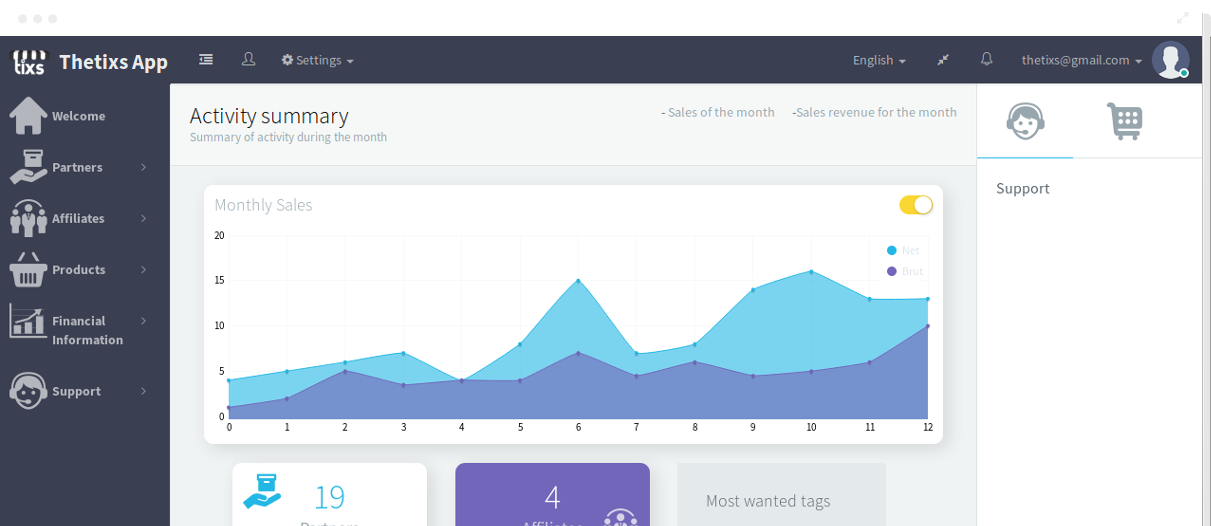 tixs
Thetixs App
Settings
English
thetixs@gmail.com
Welcome
Partners
Affiliates
Products
Financial
Information
Support
Activity summary
Summary of activity during the month
- Sales of the month
-Sales revenue for the month
Support
Monthly Sales
Net
Brut
20
15
10
5
0
0 1 2 3 4 5 6 7 8 9 10 11 12
19
Partners
4
Affiliates
Most wanted tags